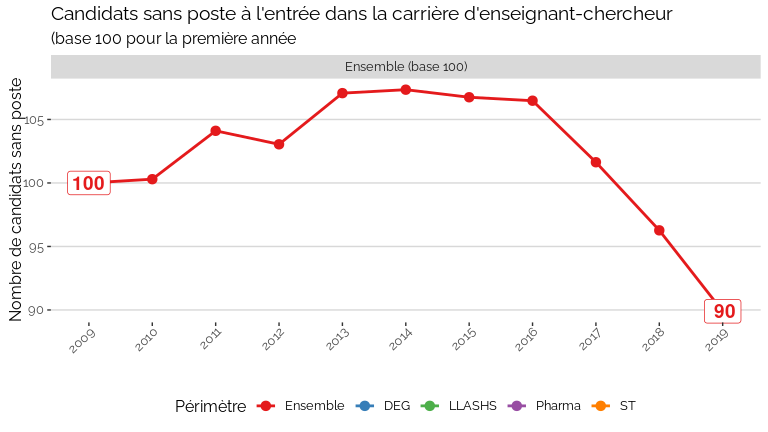 Candidats sans poste à l'entrée dans la carrière d'enseignant-chercheur
(base 100 pour la première année
Ensemble (base 100)
Nombre de candidats sans poste
105
100
95
90
100
90
2009 2010 2011 2012 2013 2014 2015 2016 2017 2018 2019
Périmètre Ensemble DEG LLASHS Pharma ST